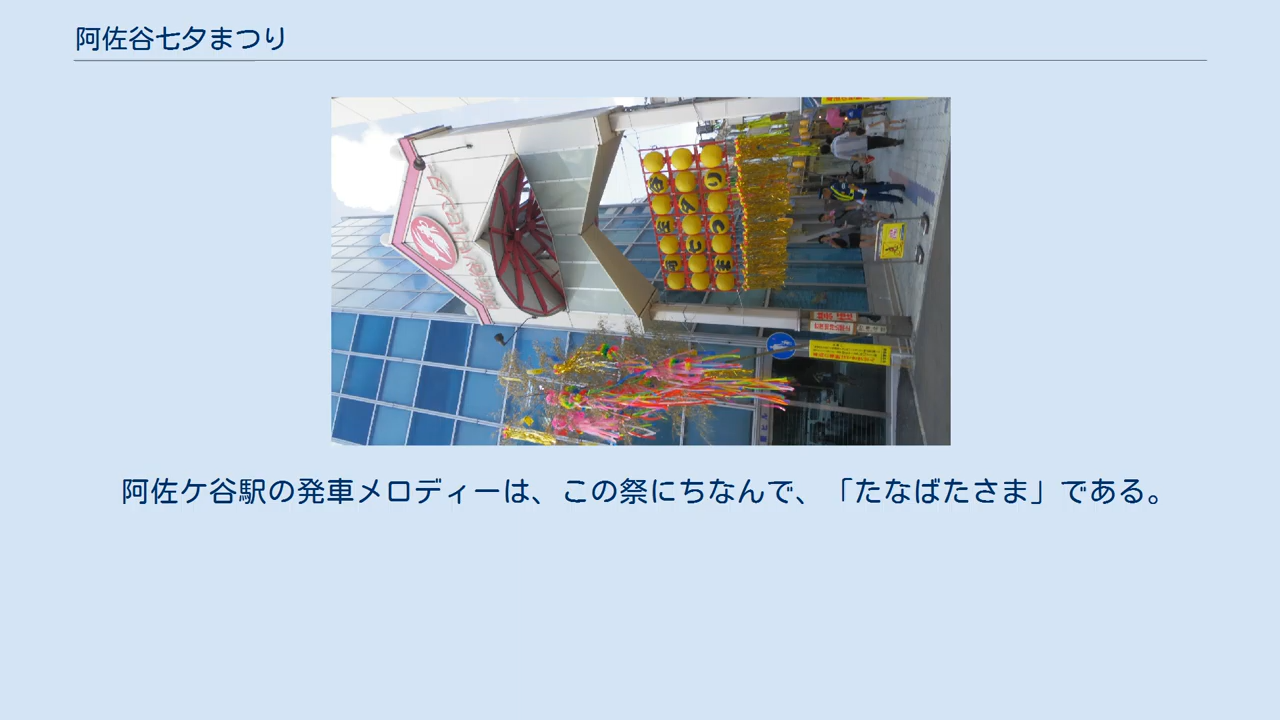 阿佐谷七夕まつり
阿佐ケ谷駅の発車メロディーは、この祭にちなんで、「たなばたさま」である。